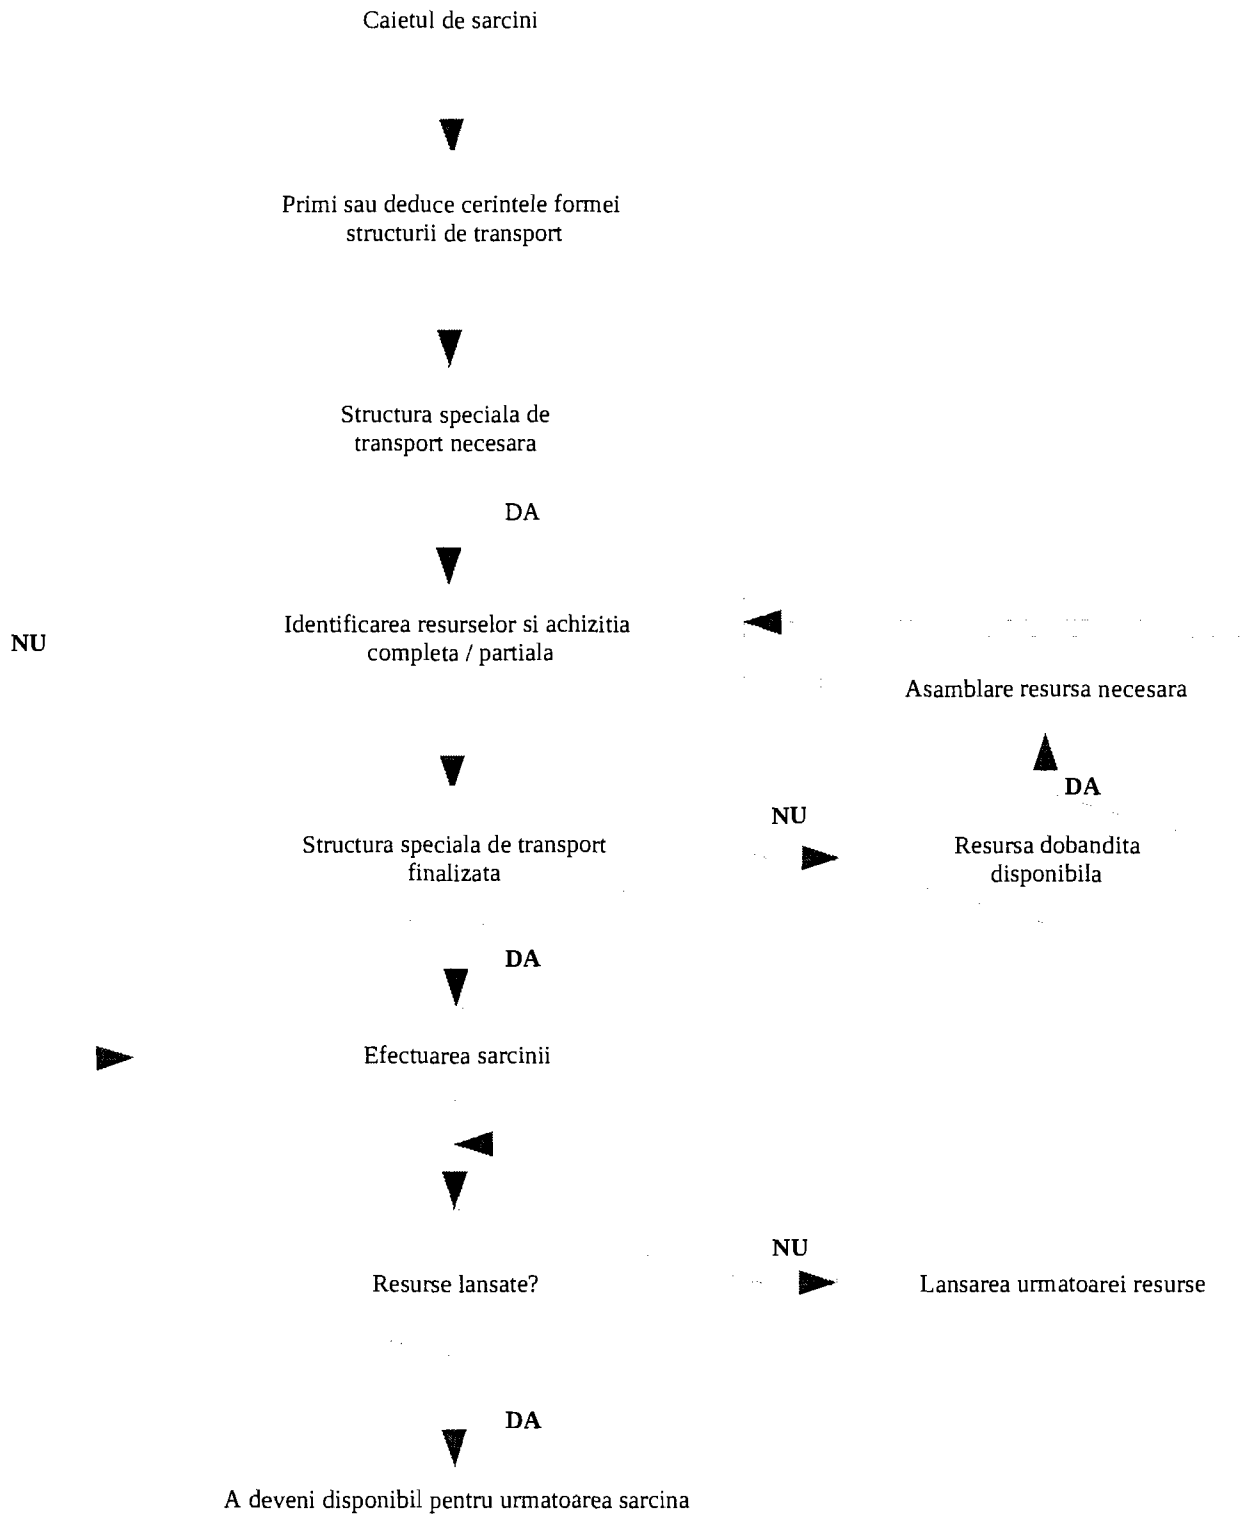 Caietul de sarcini
Primi sau deduce cerintele formei
structurii de transport
Structura speciala de
transport necesara
DA
Identificarea resurselor si achizitia
completa / partiala
NU
Asamblare resursa necesara
DA
NU
Structura speciala de transport
finalizata
Resursa dobandita
disponibila
DA
Efectuarea sarcinii
NU
Resurse lansate?
Lansarea urmatoarei resurse
DA
A deveni disponibil pentru urmatoarea sarcina